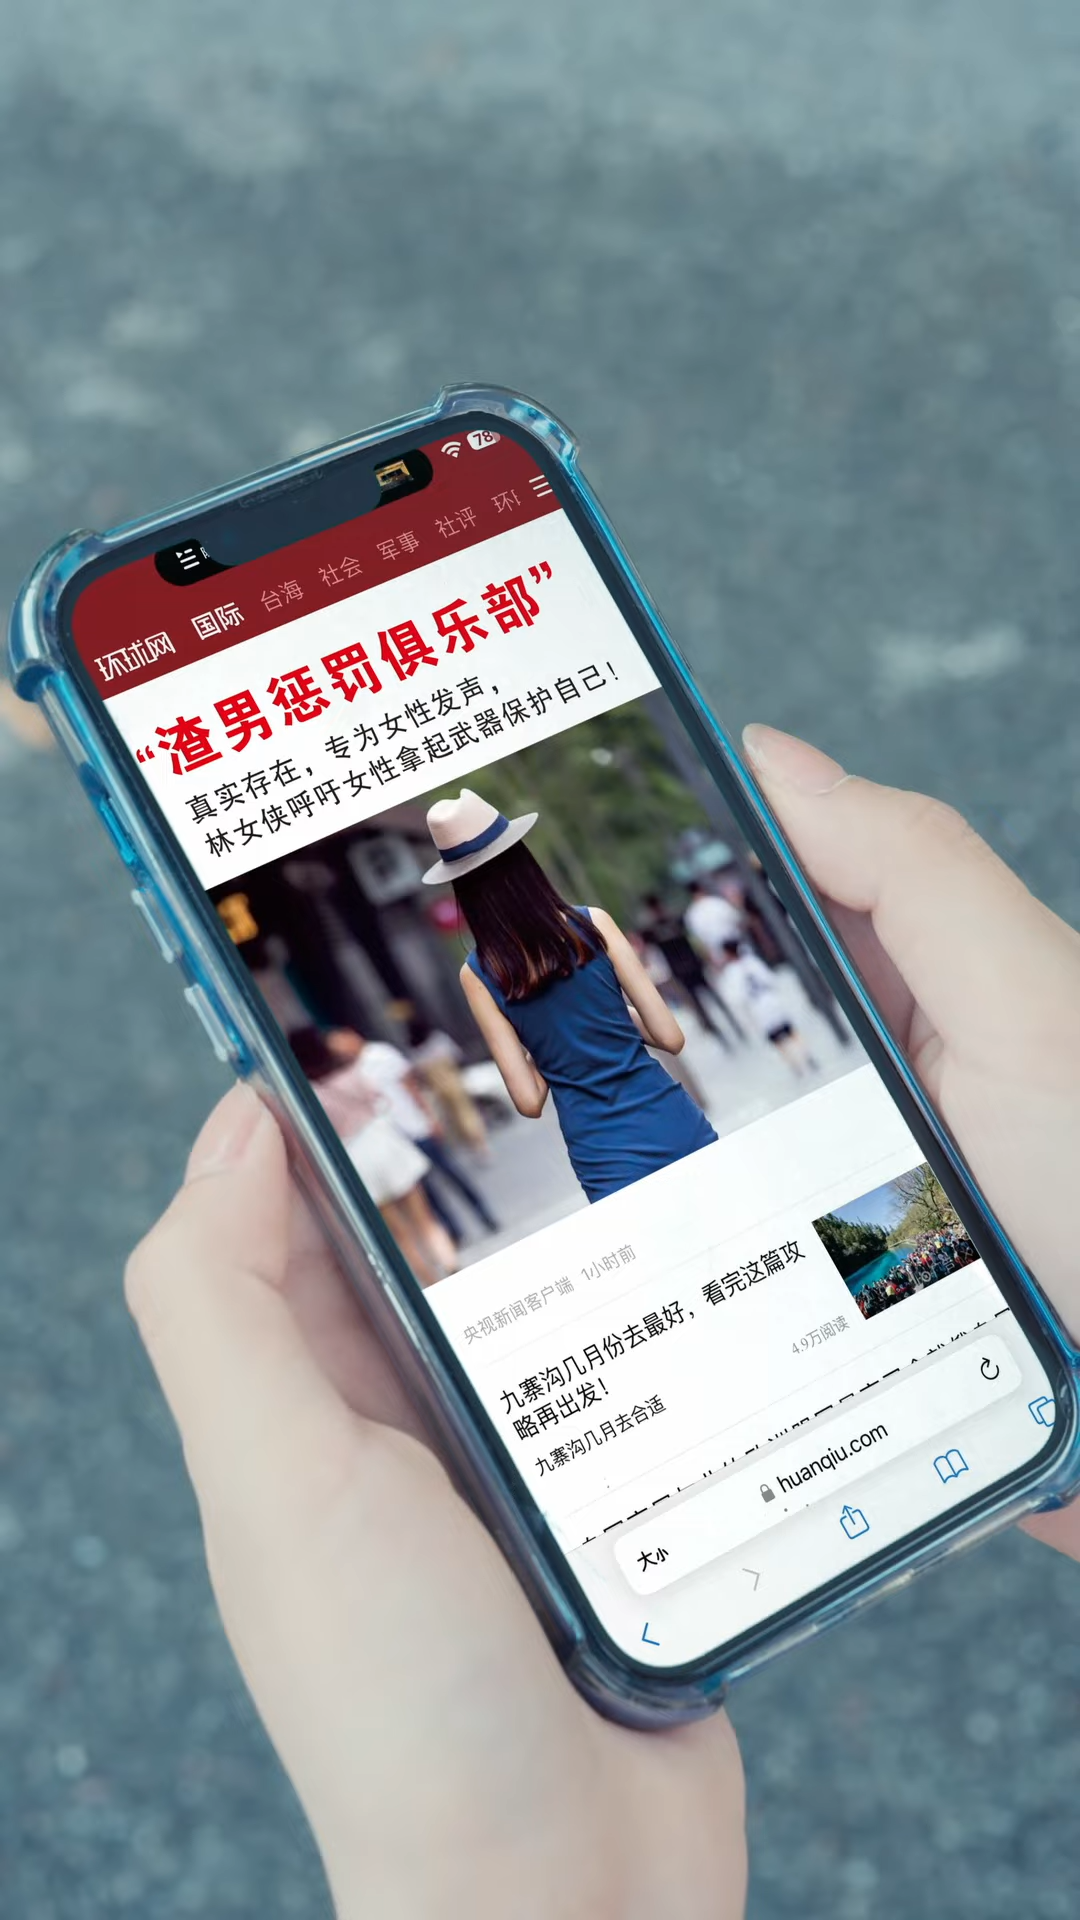 78
环球网 国际 台海 社会 军事 社评
“渣男惩罚俱乐部”
真实存在，专为女性发声，
林女侠呼吁女性拿起武器保护自己！
央视新闻客户端 1小时前
九寨沟几月份去最好，看完这篇攻
略再出发！
九寨沟几月去合适
4.9万阅读
大小 huanqiu.com